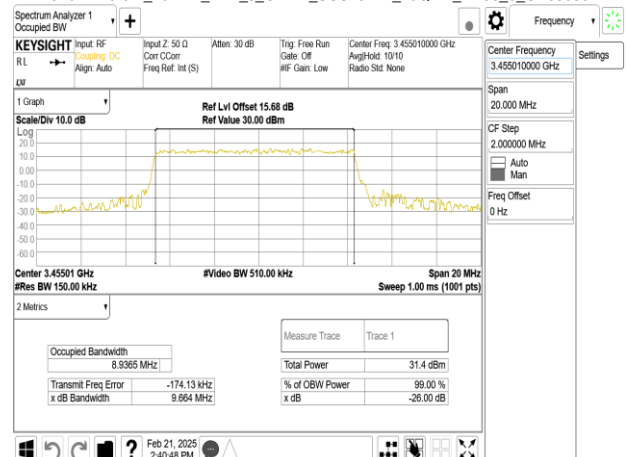 Spectrum Analyzer 1
Occupied BW
Frequency
KEYSIGHT
RL
LXI
Input: RF
Coupling: DC
Align: Auto
Input Z: 50 Ω
Corr CCorr
Freq Ref: Int (S)
Atten: 30 dB
Trig: Free Run
Gate: Off
#IF Gain: Low
Center Freq: 3.455010000 GHz
Avg|Hold: 10/10
Radio Std: None
Center Frequency
3.455010000 GHz
Settings
Span
20.000 MHz
CF Step
2.000000 MHz
Auto
Man
Freq Offset
0 Hz
1 Graph
Scale/Div 10.0 dB
Ref Lvl Offset 15.68 dB
Ref Value 30.00 dBm
Log
20.0
10.0
0.00
-10.0
-20.0
-30.0
-40.0
-50.0
-60.0
Center 3.45501 GHz
#Video BW 510.00 kHz
Span 20 MHz
#Res BW 150.00 kHz
Sweep 1.00 ms (1001 pts)
2 Metrics
Measure Trace Trace 1
Occupied Bandwidth
8.9365 MHz
Total Power 31.4 dBm
Transmit Freq Error -174.13 kHz
% of OBW Power 99.00 %
x dB Bandwidth 9.664 MHz
x dB -26.00 dB
Feb 21, 2025
2:40:48 PM